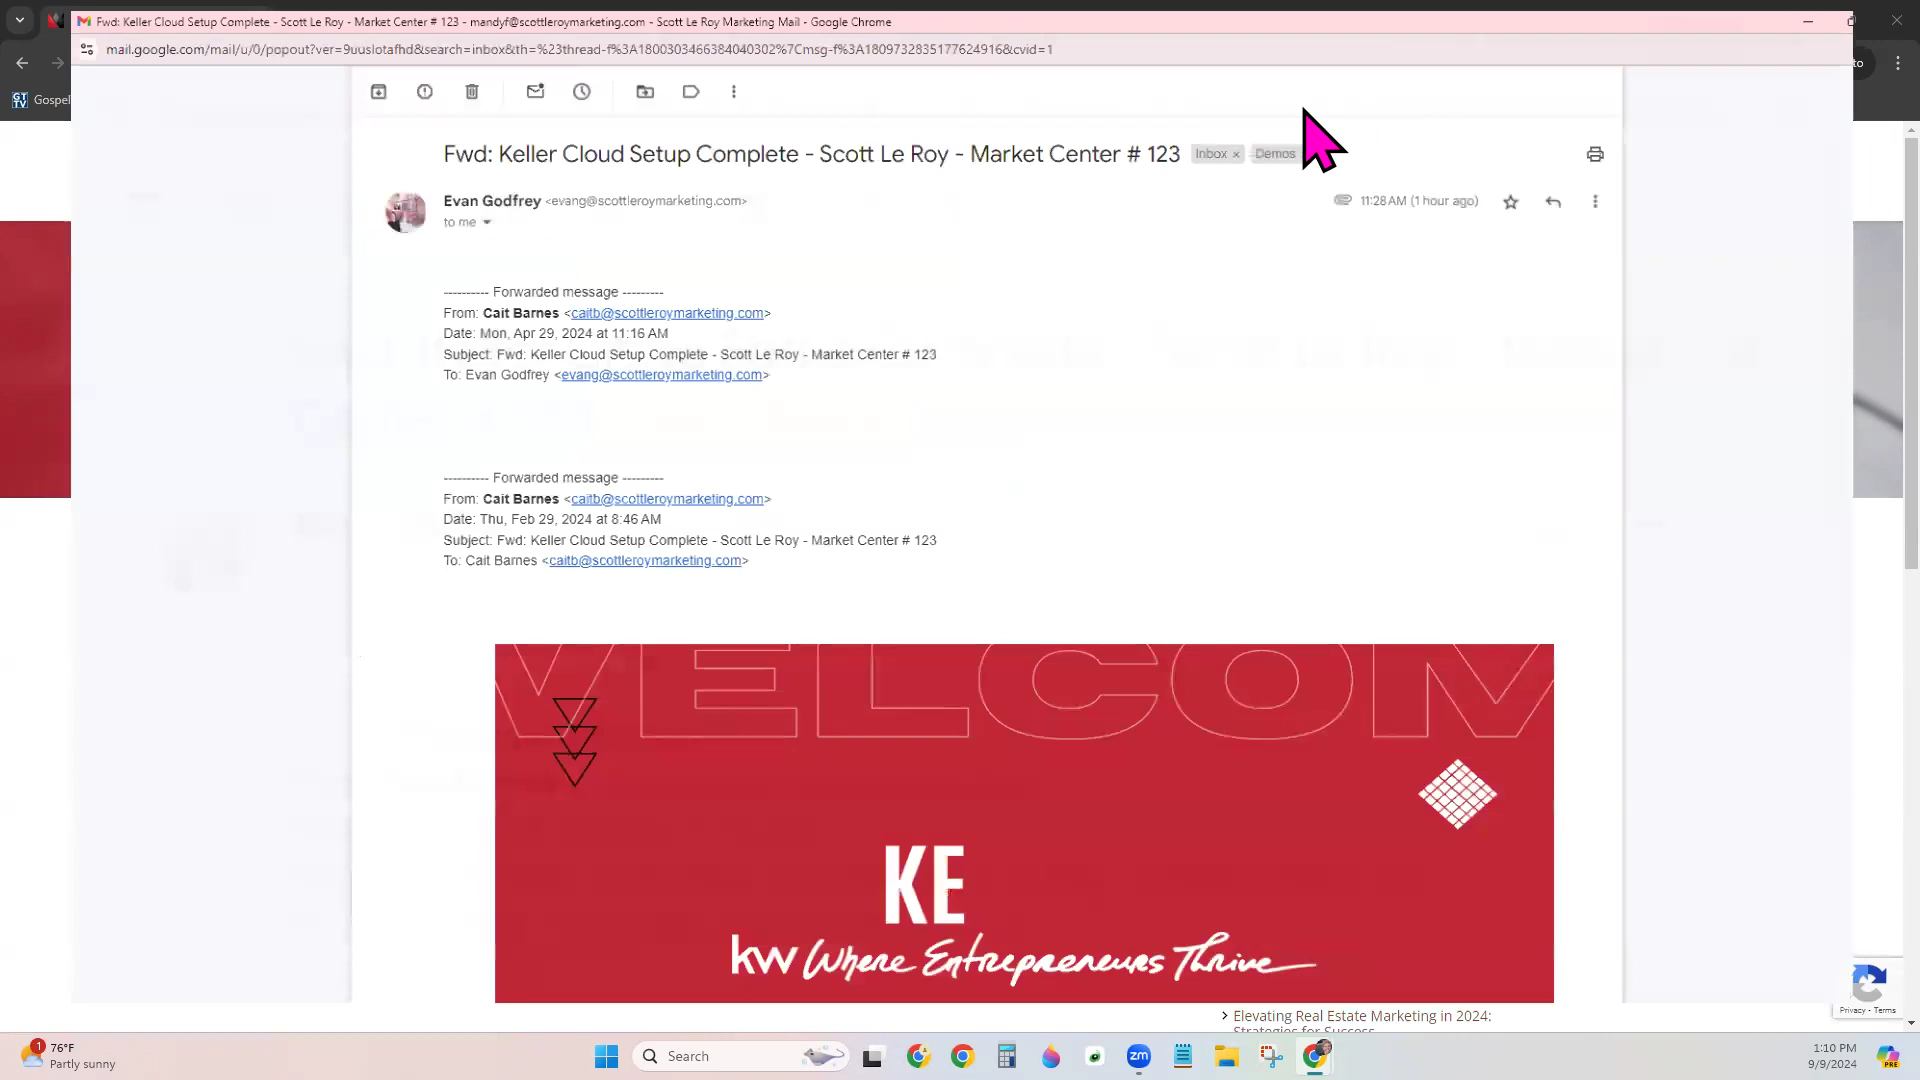 Fwd: Keller Cloud Setup Complete - Scott Le Roy - Market Center # 123 - mandyf@scottleroymarketing.com - Scott Le Roy Marketing Mail - Google Chrome
mail.google.com/mail/u/0/popout?ver=9uuslotafhd&search=inbox&th=%23thread-f%3A1800303466384040302%7Cmsg-f%3A1809732835177624916&cvid=1
Gospel
Fwd: Keller Cloud Setup Complete - Scott Le Roy - Market Center # 123
Inbox ×
Demos
Evan Godfrey <evang@scottleroymarketing.com>
11:28 AM (1 hour ago)
to me
---------- Forwarded message ---------
From: Cait Barnes <caitb@scottleroymarketing.com>
Date: Mon, Apr 29, 2024 at 11:16 AM
Subject: Fwd: Keller Cloud Setup Complete - Scott Le Roy - Market Center # 123
To: Evan Godfrey <evang@scottleroymarketing.com>
---------- Forwarded message ---------
From: Cait Barnes <caitb@scottleroymarketing.com>
Date: Thu, Feb 29, 2024 at 8:46 AM
Subject: Fwd: Keller Cloud Setup Complete - Scott Le Roy - Market Center # 123
To: Cait Barnes <caitb@scottleroymarketing.com>
VELCOM
KE
kw Where Entrepreneurs Thrive
Privacy - Terms
Elevating Real Estate Marketing in 2024:
Strategies for Success
76°F
Partly sunny
Search
zm
PRE
1:10 PM
9/9/2024